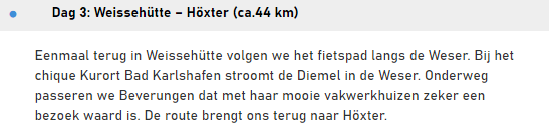 Dag 3: Weissehütte – Höxter (ca.44 km)
Eenmaal terug in Weissehütte volgen we het fietspad langs de Weser. Bij het
chique Kurort Bad Karlshafen stroomt de Diemel in de Weser. Onderweg
passeren we Beverungen dat met haar mooie vakwerkhuizen zeker een
bezoek waard is. De route brengt ons terug naar Höxter.